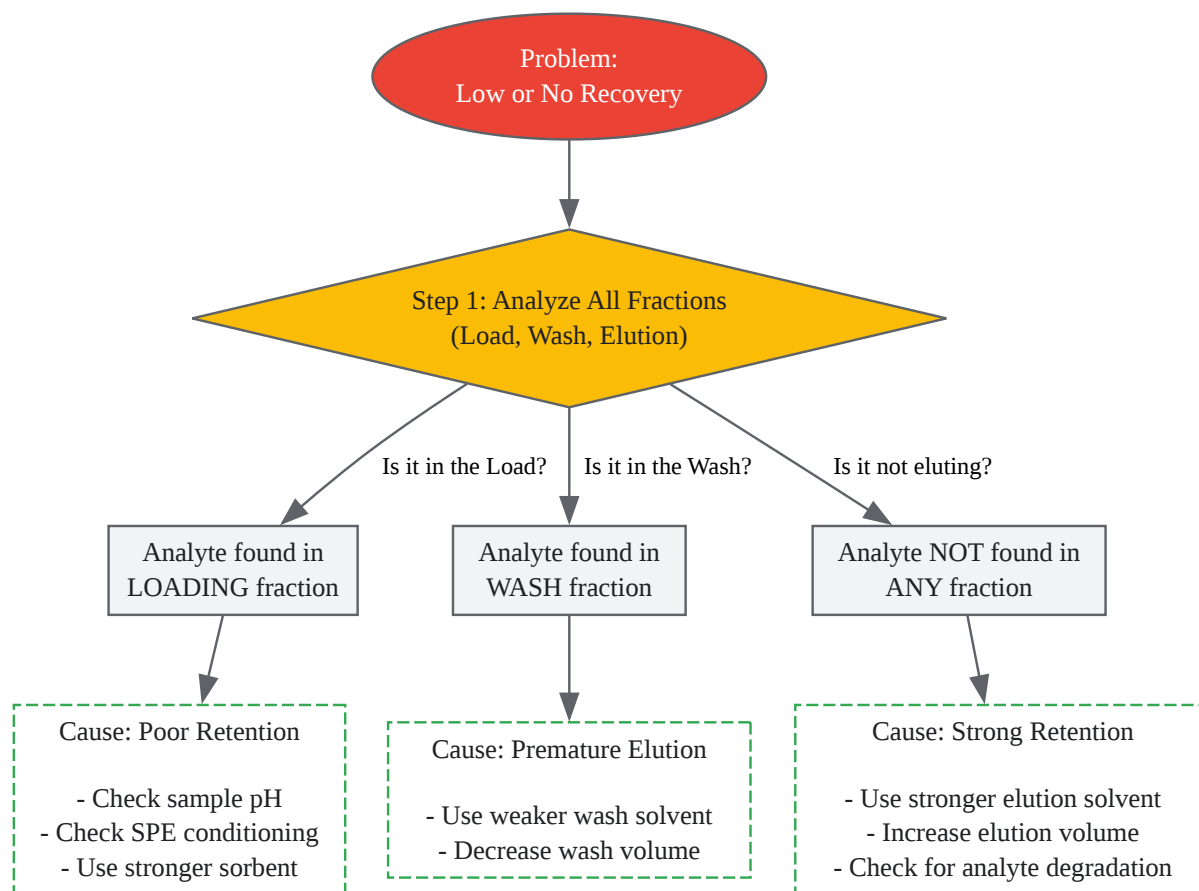 Problem:
Low or No Recovery
Step 1: Analyze All Fractions
(Load, Wash, Elution)
Is it in the Load?
Is it in the Wash?
Is it not eluting?
Analyte found in
LOADING fraction
Analyte found in
WASH fraction
Analyte NOT found in
ANY fraction
Cause: Poor Retention
- Check sample pH
- Check SPE conditioning
- Use stronger sorbent
Cause: Premature Elution
- Use weaker wash solvent
- Decrease wash volume
Cause: Strong Retention
- Use stronger elution solvent
- Increase elution volume
- Check for analyte degradation